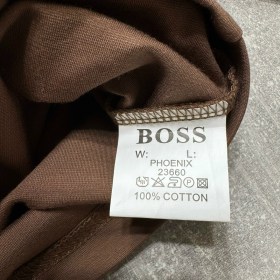 BOSS
W: L:
PHOENIX
23660
100% COTTON